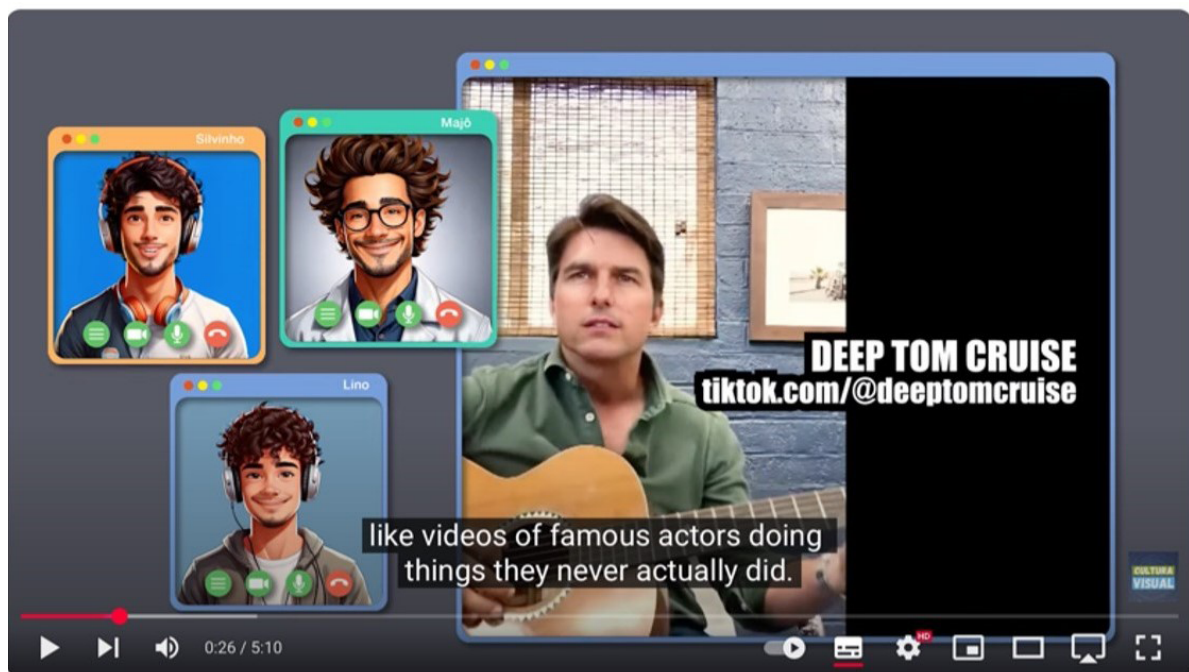 Silvinho
Majô
Lino
DEEP TOM CRUISE
tiktok.com/@deeptomcruise
like videos of famous actors doing
things they never actually did.
CULTURA
VISUAL
0:26 / 5:10
HD